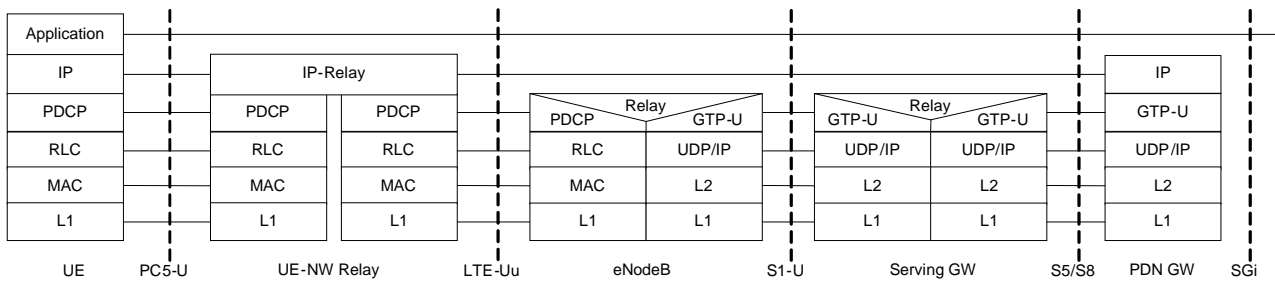 Application
IP
IP-Relay
IP
PDCP
PDCP
PDCP
Relay
PDCP
GTP-U
Relay
GTP-U
GTP-U
GTP-U
RLC
RLC
RLC
RLC
UDP/IP
UDP/IP
UDP/IP
UDP/IP
MAC
MAC
MAC
MAC
L2
L2
L2
L2
L1
L1
L1
L1
L1
L1
L1
L1
UE
PC5-U
UE-NW Relay
LTE-Uu
eNodeB
S1-U
Serving GW
S5/S8
PDN GW
SGi